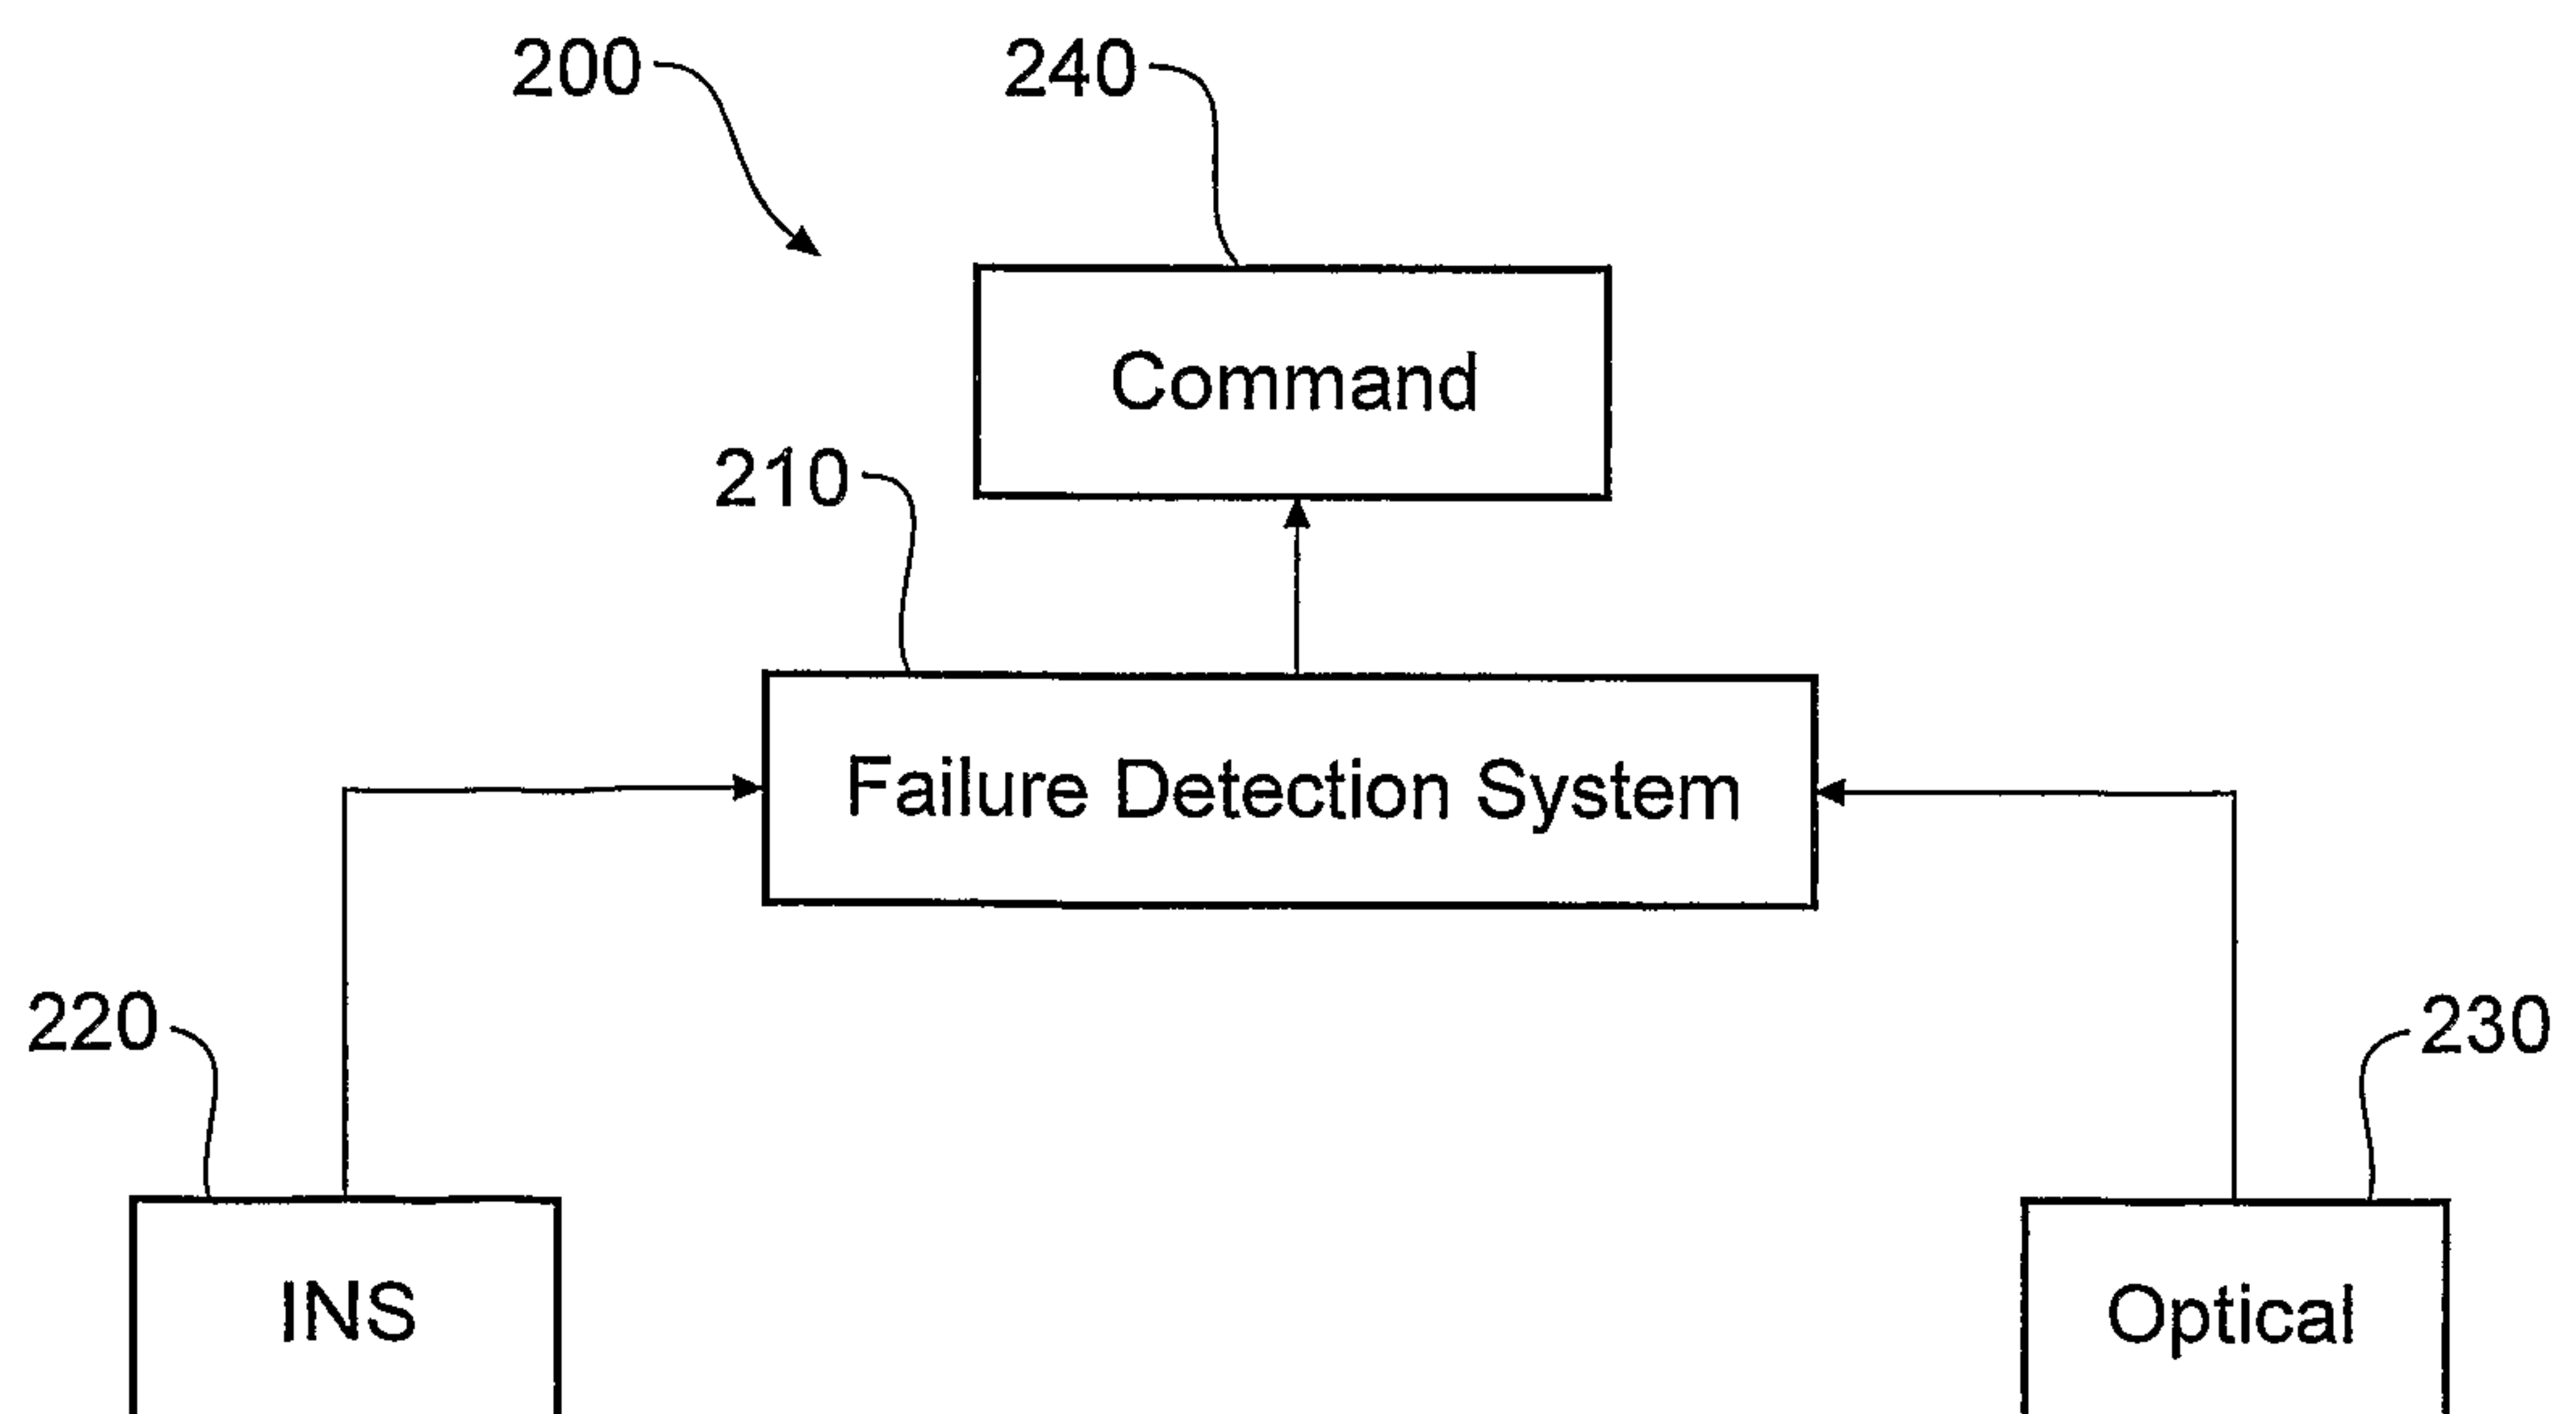 200
240
Command
210
Failure Detection System
220
230
INS
Optical